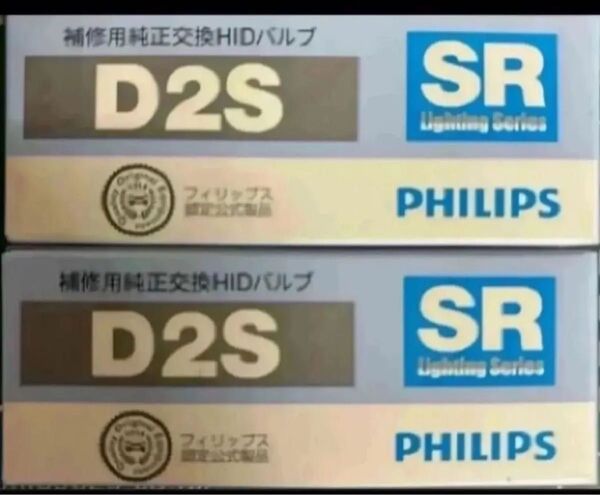 補修用純正交換HIDバルブ
D2S
SR
Lighting Series
フィリップス
認定公式製品
PHILIPS
補修用純正交換HIDバルブ
D2S
SR
Lighting Series
フィリップス
認定公式製品
PHILIPS